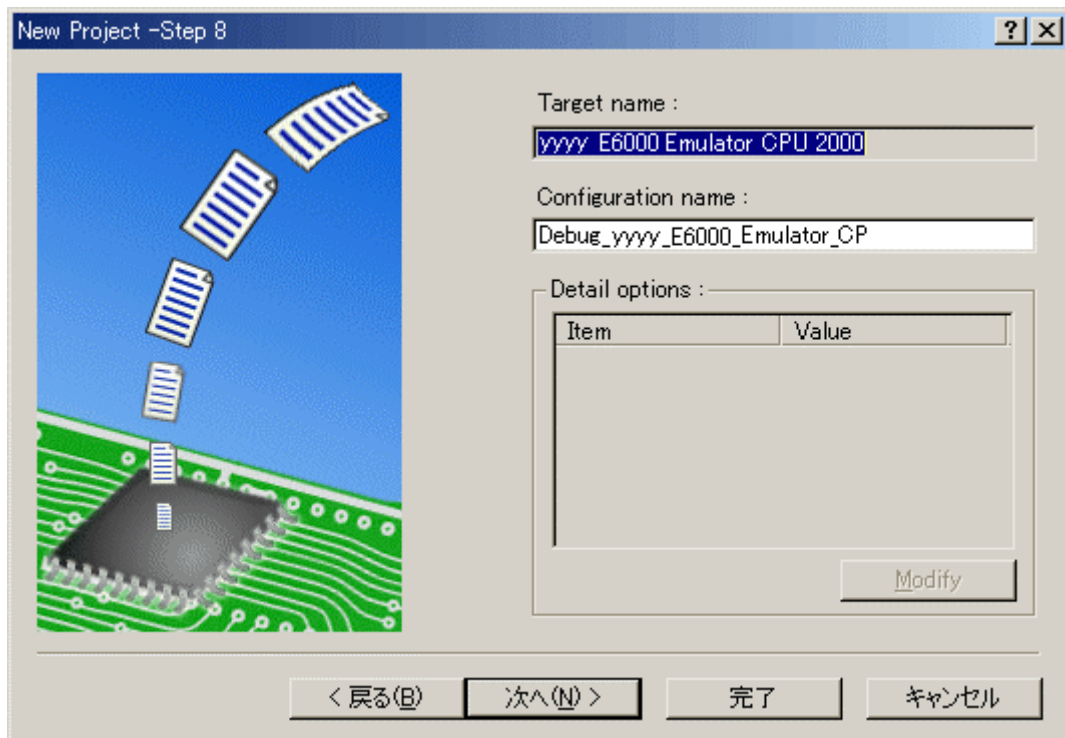 New Project -Step 8
Target name :
yyyy E6000 Emulator CPU 2000
Configuration name :
Debug_yyyy_E6000_Emulator_CP
Detail options :
Item Value
Modify
< 戻る(B) 次へ(N) > 完了 キャンセル